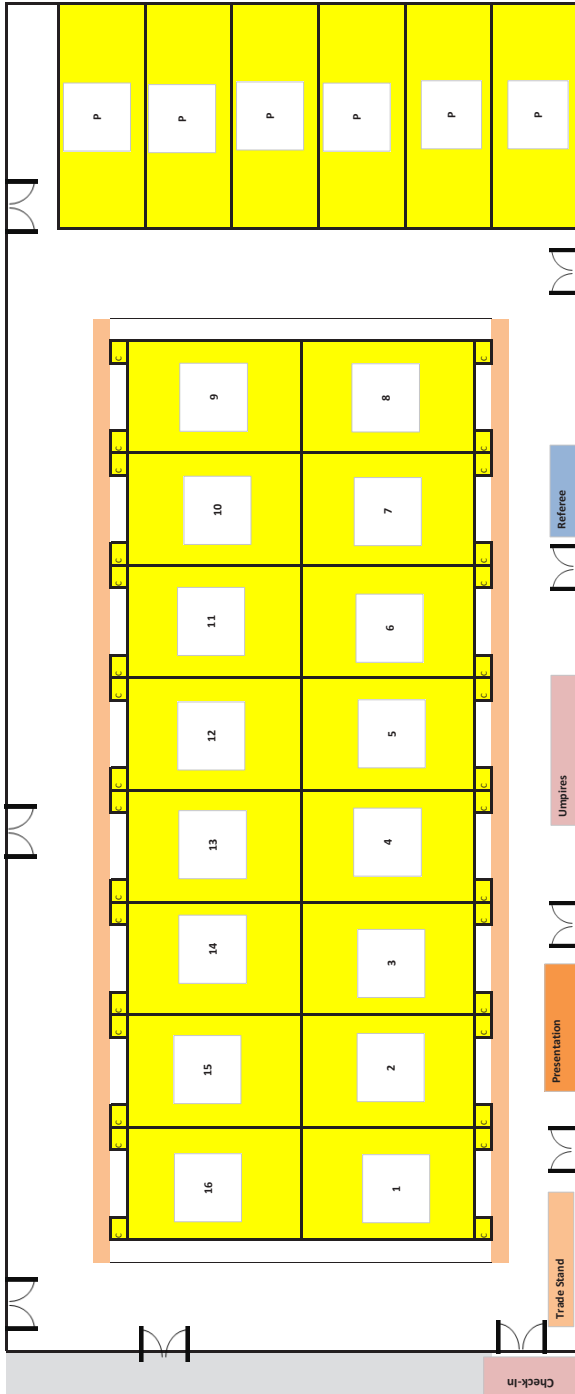 P
P
P
P
P
P
C C
9 8
C C
C C
10 7
C C
C C
11 6
C C
C C
12 5
C C
C C
13 4
C C
C C
14 3
C C
C C
15 2
C C
C C
16 1
C C
Referee
Umpires
Presentation
Trade Stand
Check-In